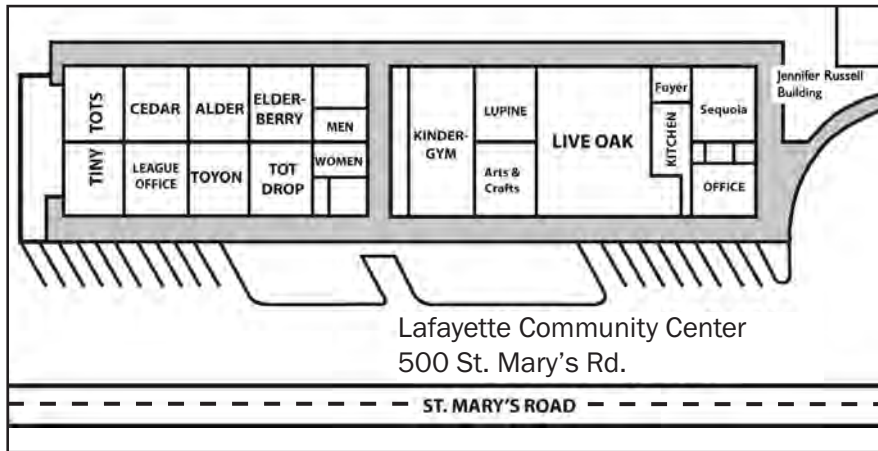 Jennifer Russell
Building
TINY TOTS
CEDAR
ALDER
ELDER-
BERRY
MEN
WOMEN
LEAGUE
OFFICE
TOYON
TOT
DROP
KINDER-
GYM
LUPINE
Arts &
Crafts
LIVE OAK
Foyer
KITCHEN
Sequoia
OFFICE
Lafayette Community Center
500 St. Mary's Rd.
ST. MARY'S ROAD